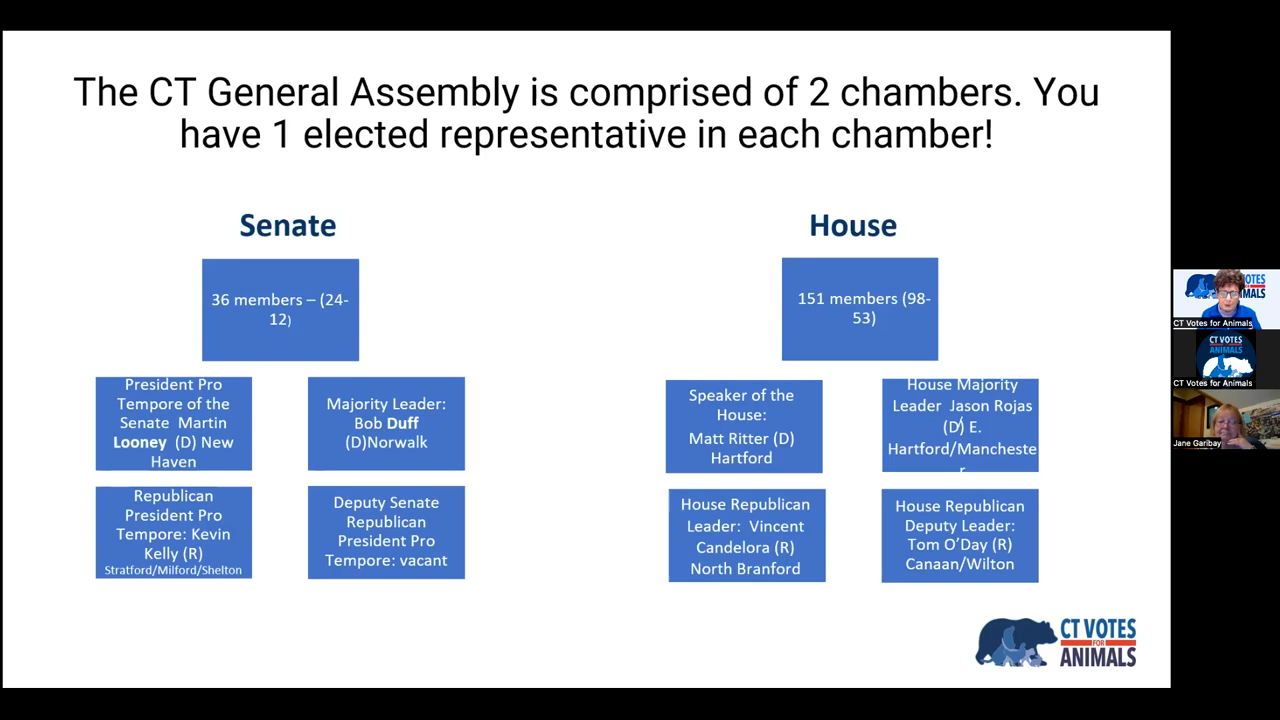 The CT General Assembly is comprised of 2 chambers. You
have 1 elected representative in each chamber!
Senate
36 members – (24-
12)
President Pro
Tempore of the
Senate Martin
Looney (D) New
Haven
Majority Leader:
Bob Duff
(D)Norwalk
Republican
President Pro
Tempore: Kevin
Kelly (R)
Stratford/Milford/Shelton
Deputy Senate
Republican
President Pro
Tempore: vacant
House
151 members (98-
53)
Speaker of the
House:
Matt Ritter (D)
Hartford
House Majority
Leader Jason Rojas
(D) E.
Hartford/Mancheste
r
House Republican
Leader: Vincent
Candelora (R)
North Branford
House Republican
Deputy Leader:
Tom O’Day (R)
Canaan/Wilton
CT VOTES
FOR
ANIMALS
CT Votes for Animals
CT VOTES
ANIMALS
CT Votes for Animals
Jane Garibay